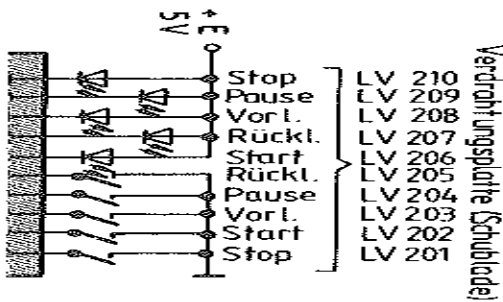 +E
5V
Stop LV 210
Pause LV 209
Vorl. LV 208
Rückl. LV 207
Start LV 206
Rückl. LV 205
Pause LV 204
Vorl. LV 203
Start LV 202
Stop LV 201
Verdrahtungsplatte (Schublade)